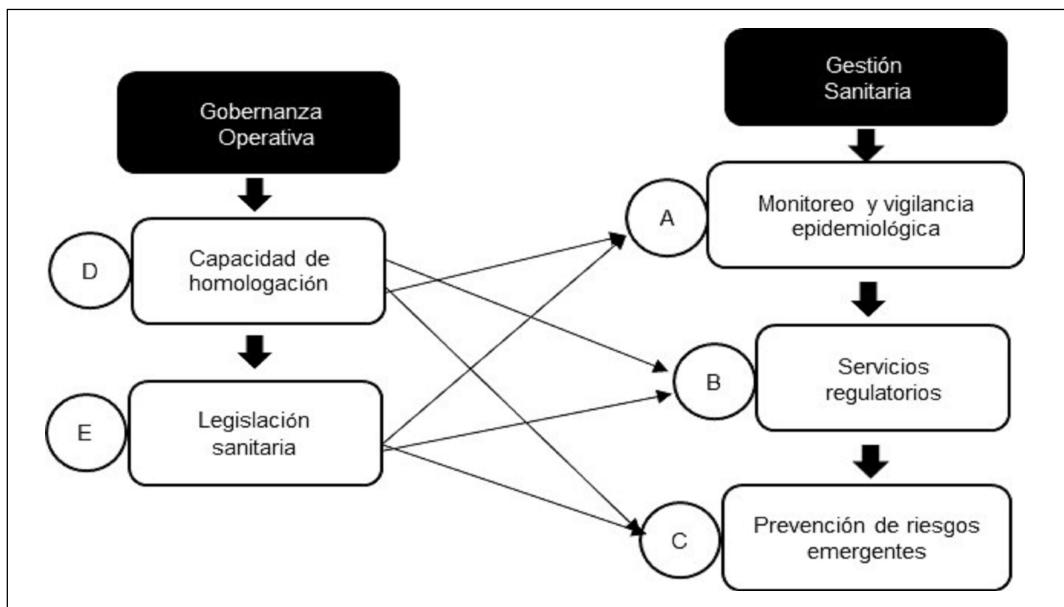 Gobernanza
Operativa
D
Capacidad de
homologación
E
Legislación
sanitaria
Gestión
Sanitaria
A
Monitoreo y vigilancia
epidemiológica
B
Servicios
regulatorios
C
Prevención de riesgos
emergentes